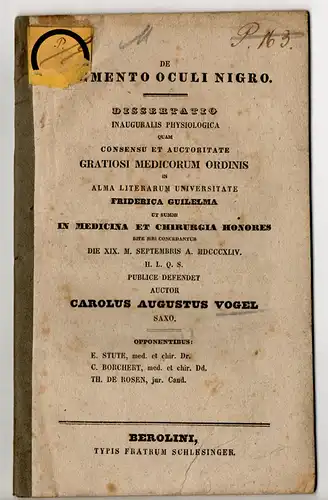 P. 163.
DE
MENTO OCULI NIGRO.
DISSERTATIO
INAUGURALIS PHYSIOLOGICA
QUAM
CONSENSU ET AUCTORITATE
GRATIOSI MEDICORUM ORDINIS
IN
ALMA LITERARUM UNIVERSITATE
FRIDERICA GUILELMA
UT SUMMI
IN MEDICINA ET CHIRURGIA HONORES
RITE SIBI CONCEDANTUR
DIE XIX. M. SEPTEMBRIS A. MDCCCXLIV.
H. L. Q. S.
PUBLICE DEFENDET
AUCTOR
CAROLUS AUGUSTUS VOGEL
SAXO.
OPPONENTIBUS:
E. STUTE, med. et chir. Dr.
C. BORCHERT, med. et chir. Dd.
TH. DE ROSEN, jur. Cand.
BEROLINI,
TYPIS FRATRUM SCHLESINGER.